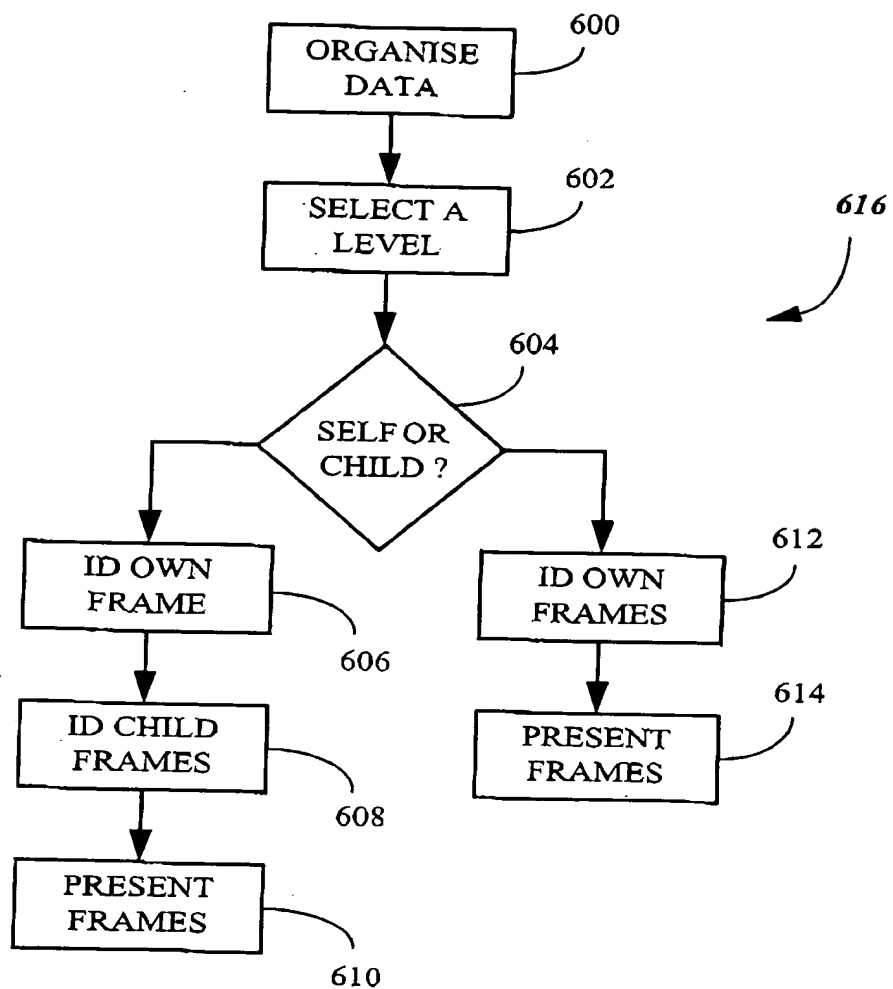 ORGANISE
DATA
600
SELECT A
LEVEL
602
616
604
SELF OR
CHILD ?
ID OWN
FRAME
606
ID OWN
FRAMES
612
ID CHILD
FRAMES
608
PRESENT
FRAMES
614
PRESENT
FRAMES
610